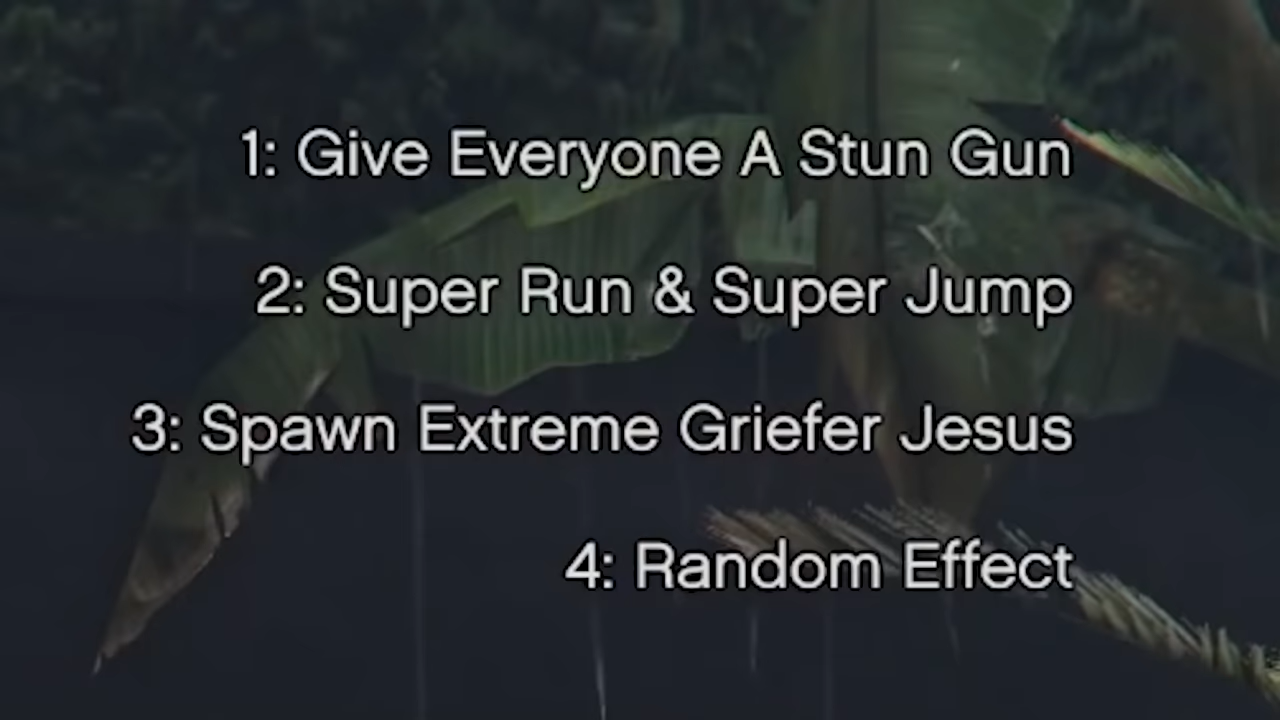 1: Give Everyone A Stun Gun
2: Super Run & Super Jump
3: Spawn Extreme Griefer Jesus
4: Random Effect